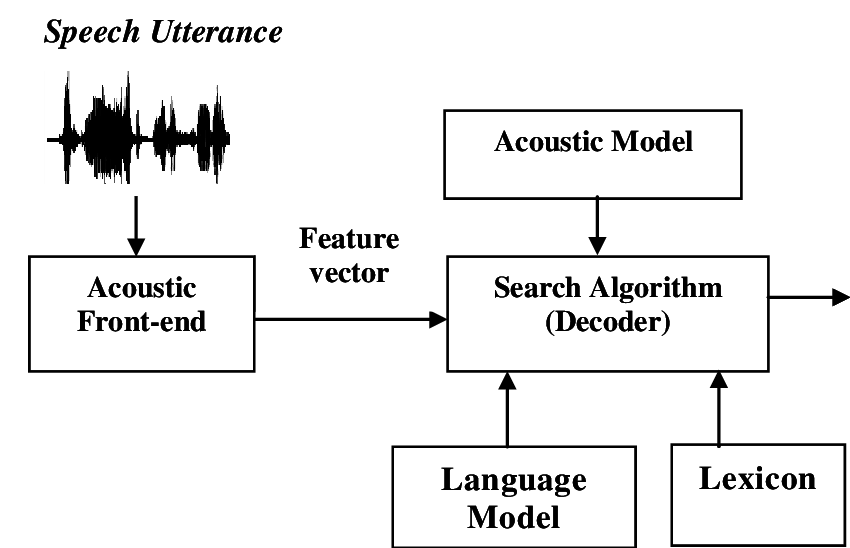 Speech Utterance
Acoustic Model
Feature
vector
Acoustic
Front-end
Search Algorithm
(Decoder)
Language
Model
Lexicon